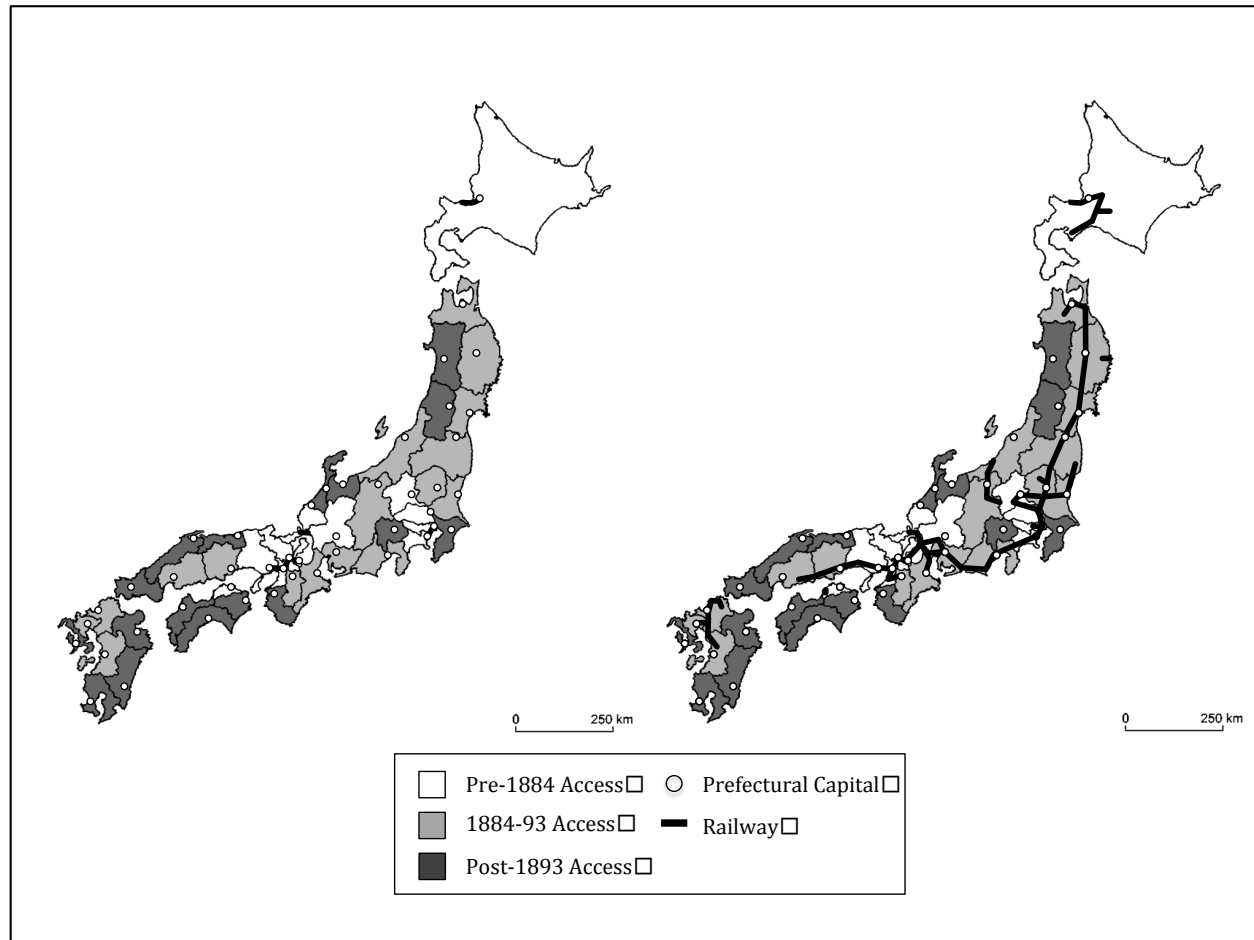 0 250 km
0 250 km
Pre-1884 Access□
Prefectural Capital□
1884-93 Access□
Railway□
Post-1893 Access□